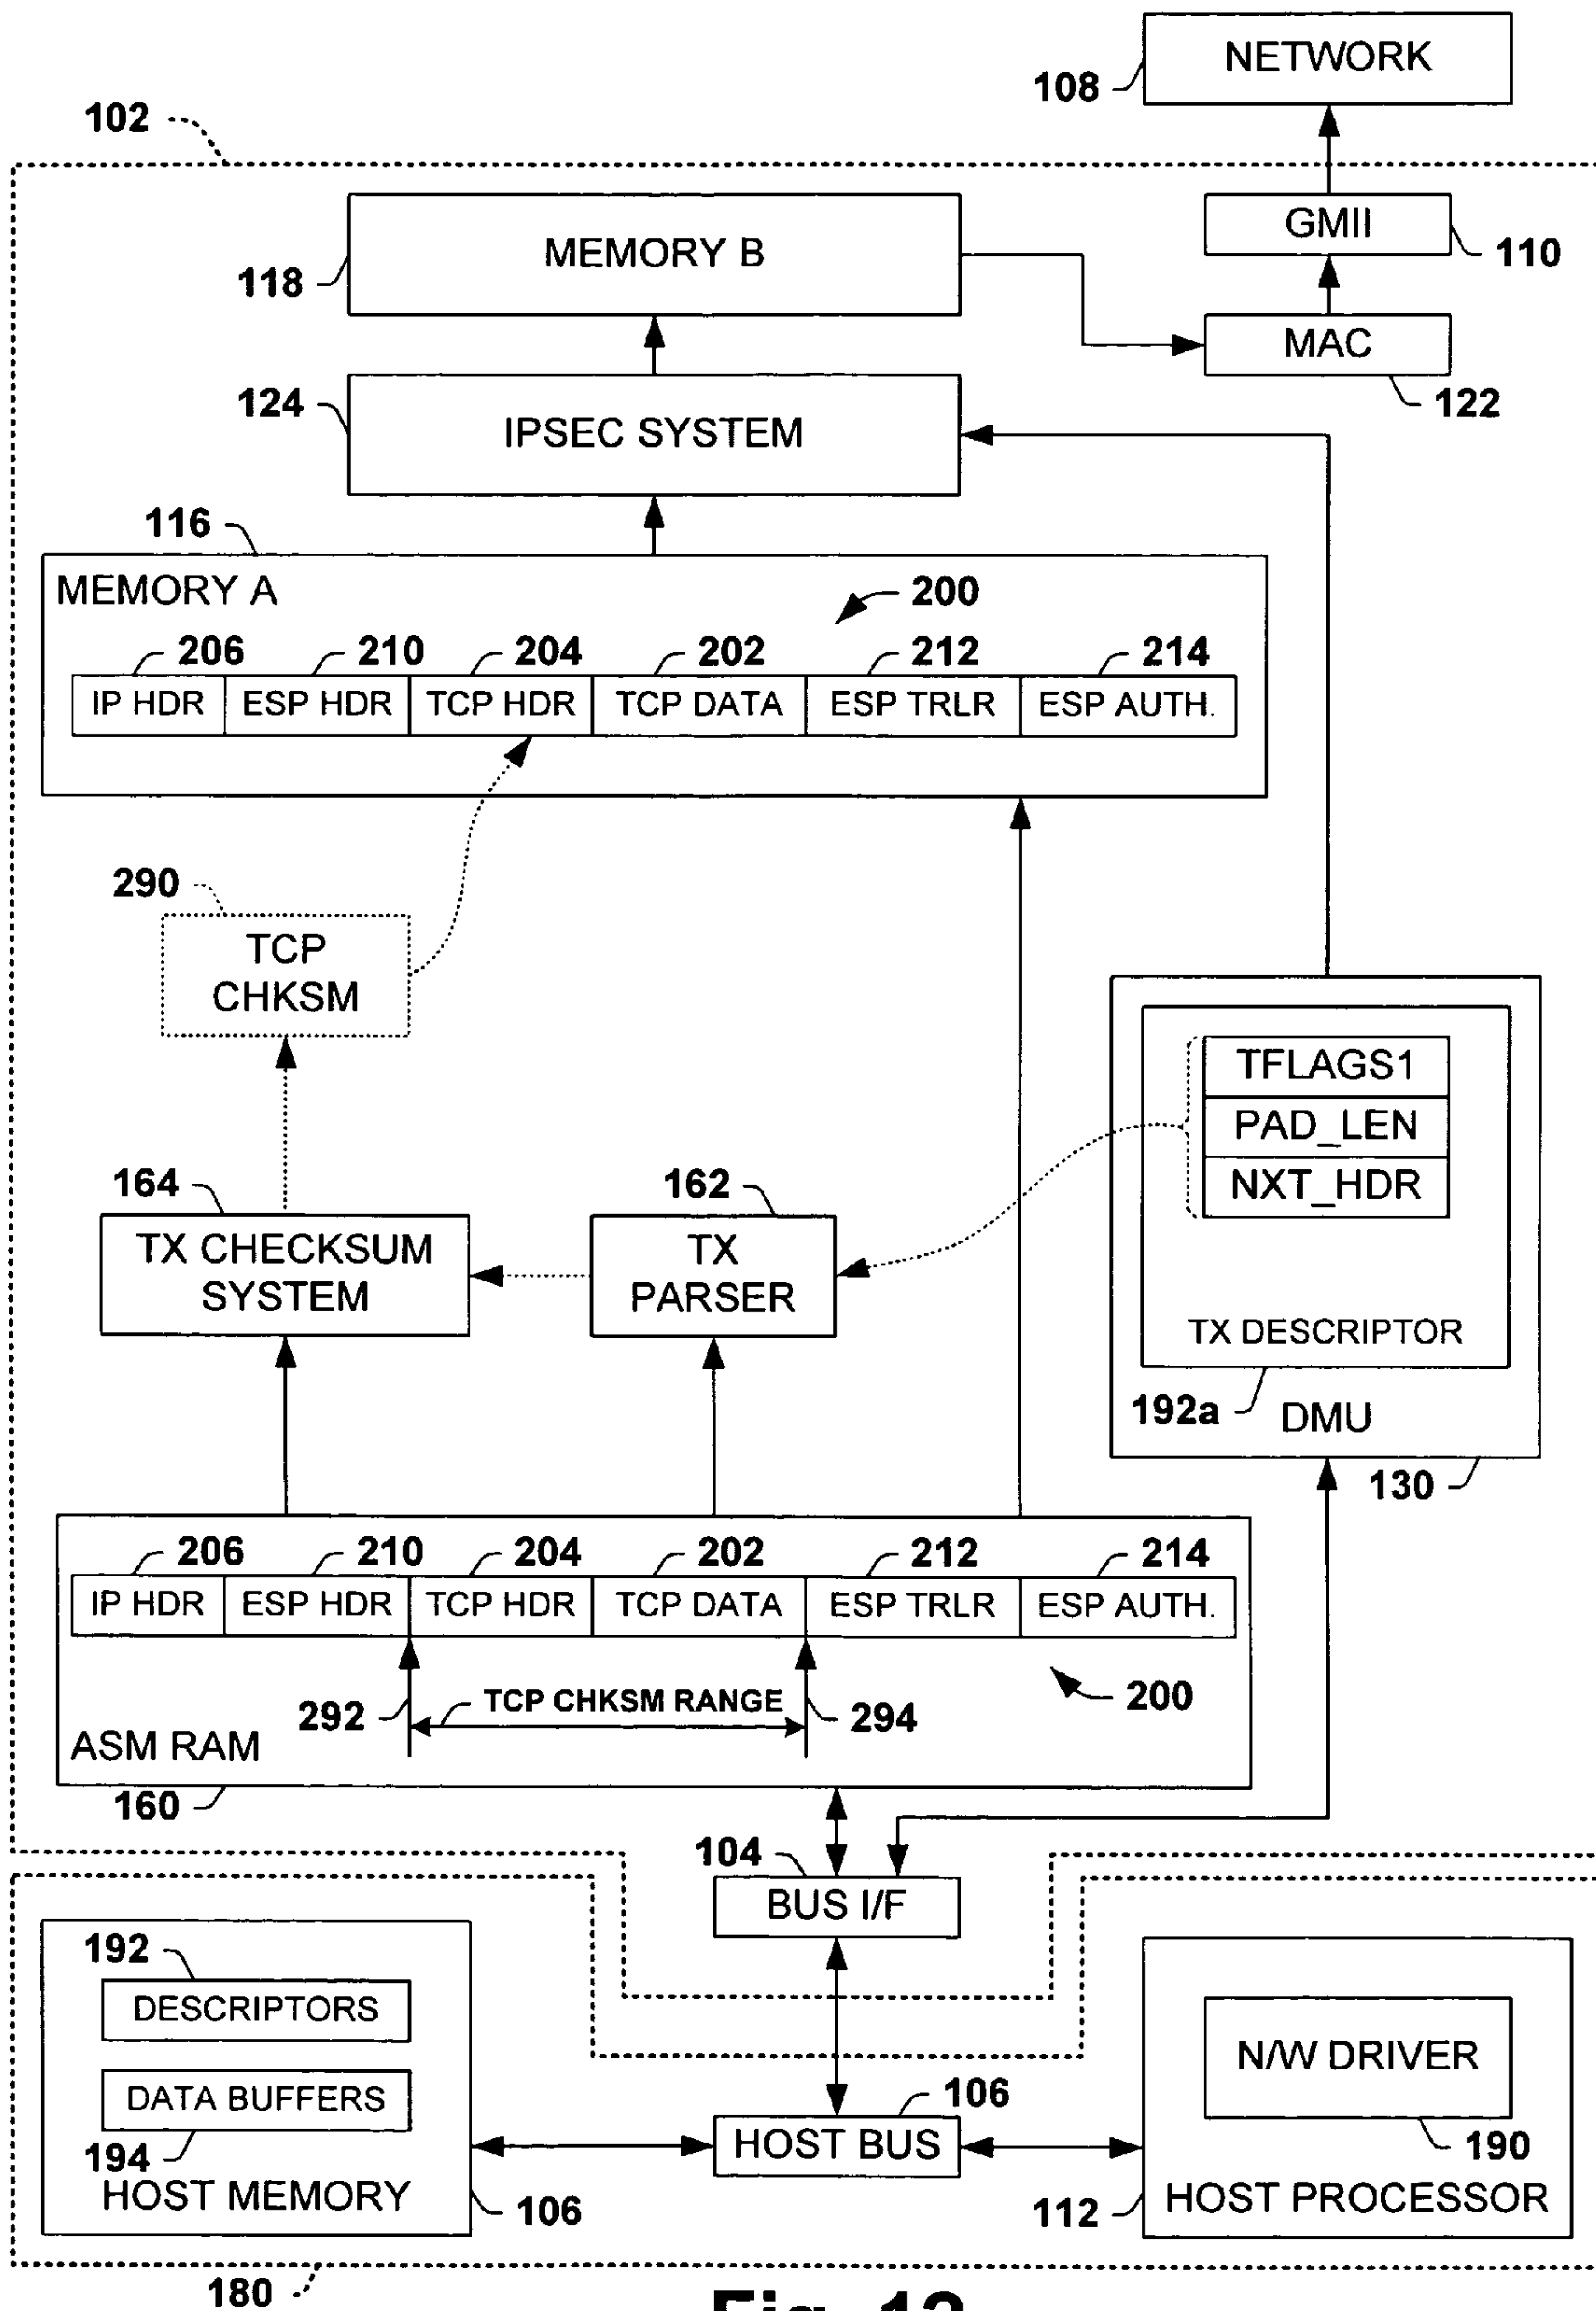 NETWORK
108
102
GMII
110
MEMORY B
118
MAC
122
124
IPSEC SYSTEM
116
MEMORY A
200
206 210 204 202 212 214
IP HDR ESP HDR TCP HDR TCP DATA ESP TRLR ESP AUTH.
290
TCP
CHKSM
TFLAGS1
PAD_LEN
NXT_HDR
164
162
TX CHECKSUM
SYSTEM
TX
PARSER
TX DESCRIPTOR
192a
DMU
130
206 210 204 202 212 214
IP HDR ESP HDR TCP HDR TCP DATA ESP TRLR ESP AUTH.
292
TCP CHKSM RANGE
294
200
ASM RAM
160
104
BUS I/F
192
DESCRIPTORS
DATA BUFFERS
194
HOST MEMORY
106
106
HOST BUS
N/W DRIVER
190
HOST PROCESSOR
112
180